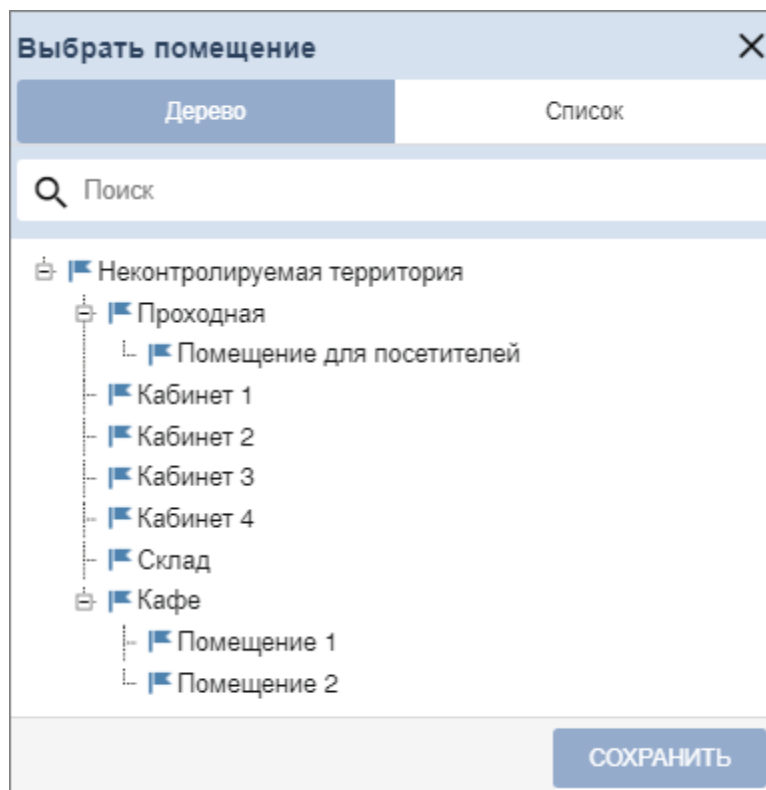 Выбрать помещение
Дерево Список
Поиск
Неконтролируемая территория
Проходная
Помещение для посетителей
Кабинет 1
Кабинет 2
Кабинет 3
Кабинет 4
Склад
Кафе
Помещение 1
Помещение 2
СОХРАНИТЬ